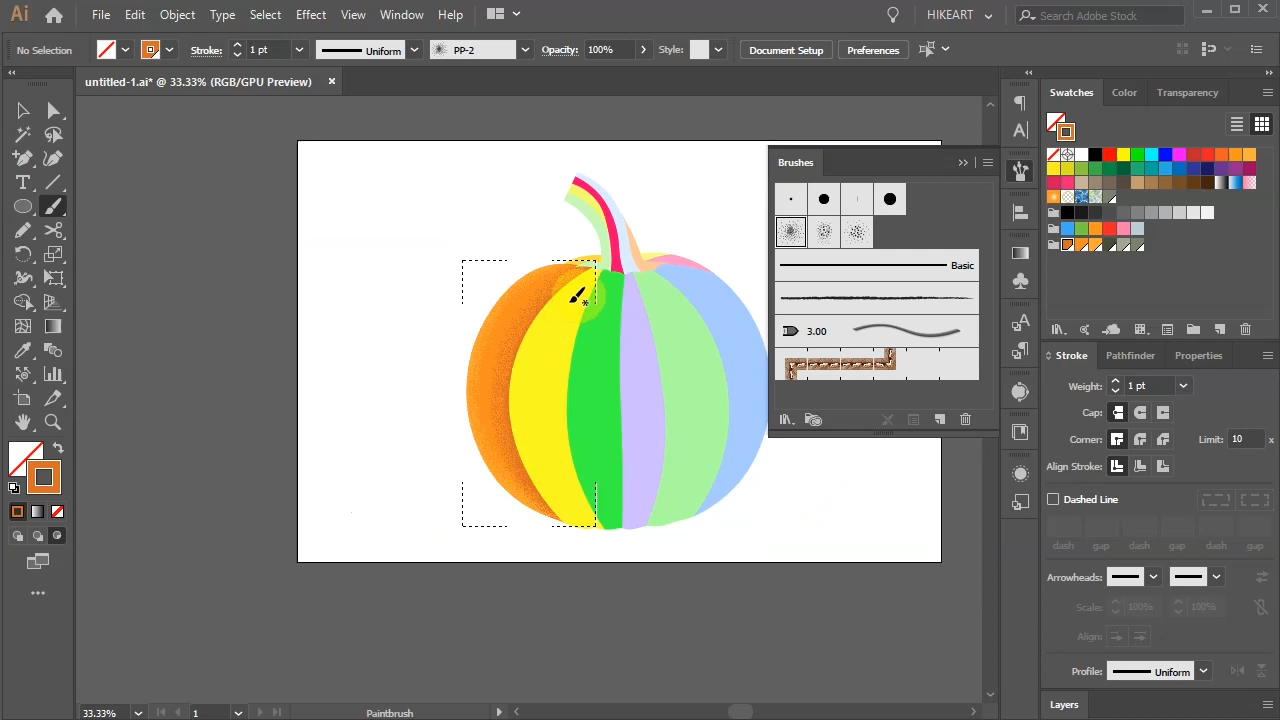 Ai File Edit Object Type Select Effect View Window Help HIKEART Search Adobe Stock
No Selection Stroke: 1 pt Uniform PP-2 Opacity: 100% Style: Document Setup Preferences
untitled-1.ai* @ 33.33% (RGB/GPU Preview) ×
Swatches Color Transparency
Brushes
Basic
3.00
Stroke Pathfinder Properties
Weight: 1 pt
Cap:
Corner: Limit: 10 x
Align Stroke:
Dashed Line
dash gap dash gap dash gap
Arrowheads:
Scale: 100% 100%
Align:
Profile: Uniform
Layers
33.33% 1 Paintbrush